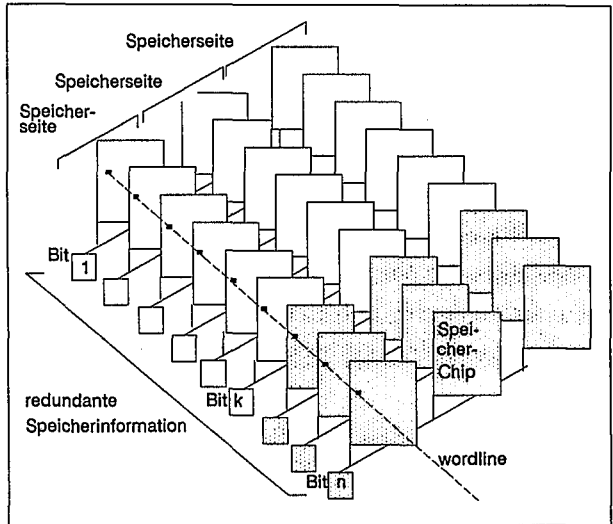 Speicherseite
Speicherseite
Speicher-
seite
Bit 1
Spei-
cher-
Chip
Bit k
redundante
Speicherinformation
wordline
Bit n